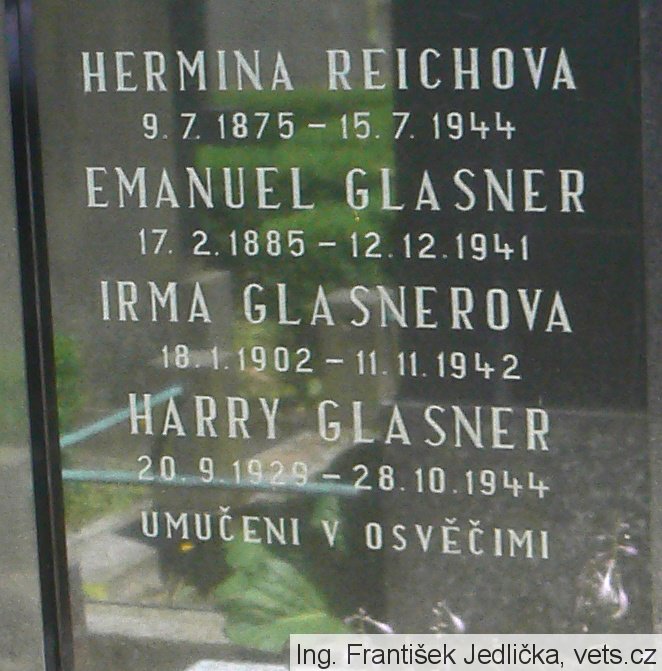 HERMINA REICHOVA
9. 7. 1875 – 15. 7. 1944
EMANUEL GLASNER
17. 2. 1885 – 12. 12. 1941
IRMA GLASNEROVA
18. 1. 1902 – 11. 11. 1942
HARRY GLASNER
20. 9. 1929 – 28. 10. 1944
UMUČENI V OSVĚČIMI
Ing. František Jedlička, vets.cz